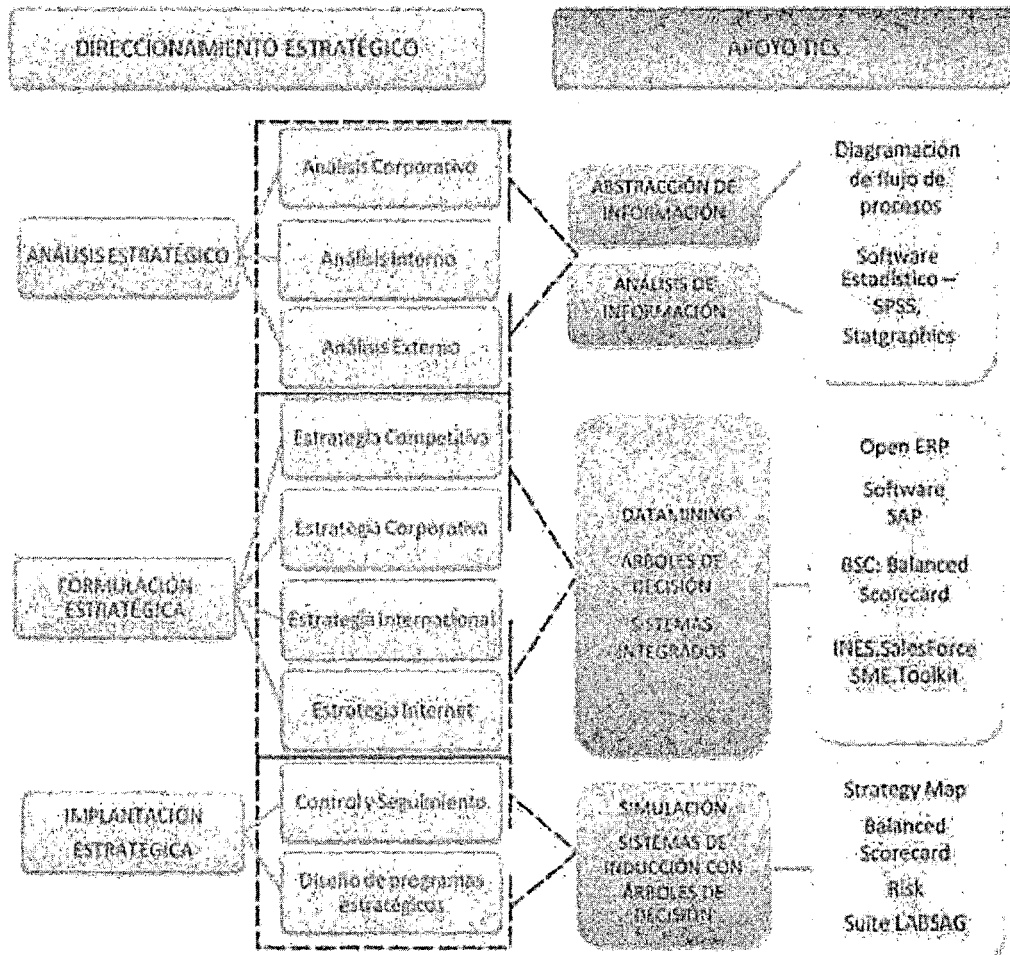 DIRECCIONAMIENTO ESTRATÉGICO
APOYO TICs
ANÁLISIS ESTRATÉGICO
Análisis Corporativo
Análisis Interno
Análisis Externo
ABSTRACCIÓN DE
INFORMACIÓN
ANÁLISIS DE
INFORMACIÓN
Diagramación
de flujo de
procesos
Software
Estadístico –
SPSS,
Statgraphics
FORMULACIÓN
ESTRATÉGICA
Estrategia Competitiva
Estrategia Corporativa
Estrategia International
Estrategia Internet
DATAMINING
ARBOLES DE
DECISIÓN
SISTEMAS
INTEGRADOS
Open ERP
Software
SAP
BSC: Balanced
Scorecard
INES.SalesForce
SME.Toolkit
IMPLANTACIÓN
ESTRATÉGICA
Control y Seguimiento
Diseño de programas
estratégicos
SIMULACIÓN
SISTEMAS DE
INDUCCIÓN CON
ÁRBOLES DE
DECISIÓN
Strategy Map
Balanced
Scorecard
Risk
Suite LABSAG